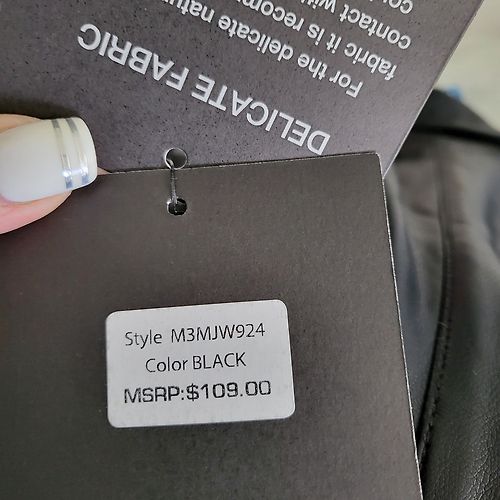 DELICATE FABRIC
For the delicate natu
fabric it is recom
contact with
co
Style M3MJW924
Color BLACK
MSRP:$109.00